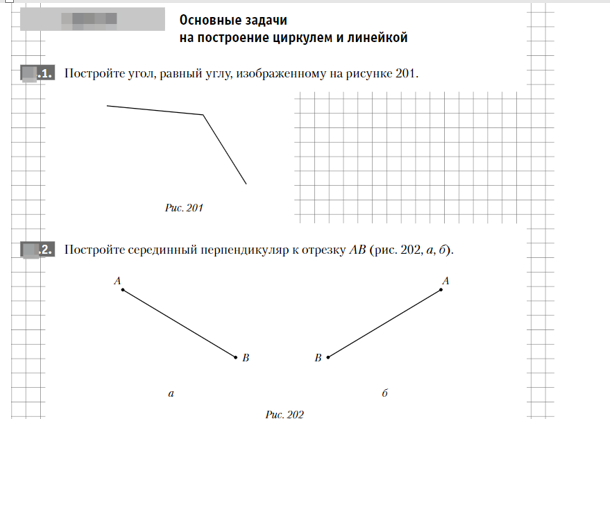 Основные задачи
на построение циркулем и линейкой
.1. Постройте угол, равный углу, изображенному на рисунке 201.
Рис. 201
.2. Постройте серединный перпендикуляр к отрезку AB (рис. 202, а, б).
A A
B B
а б
Рис. 202